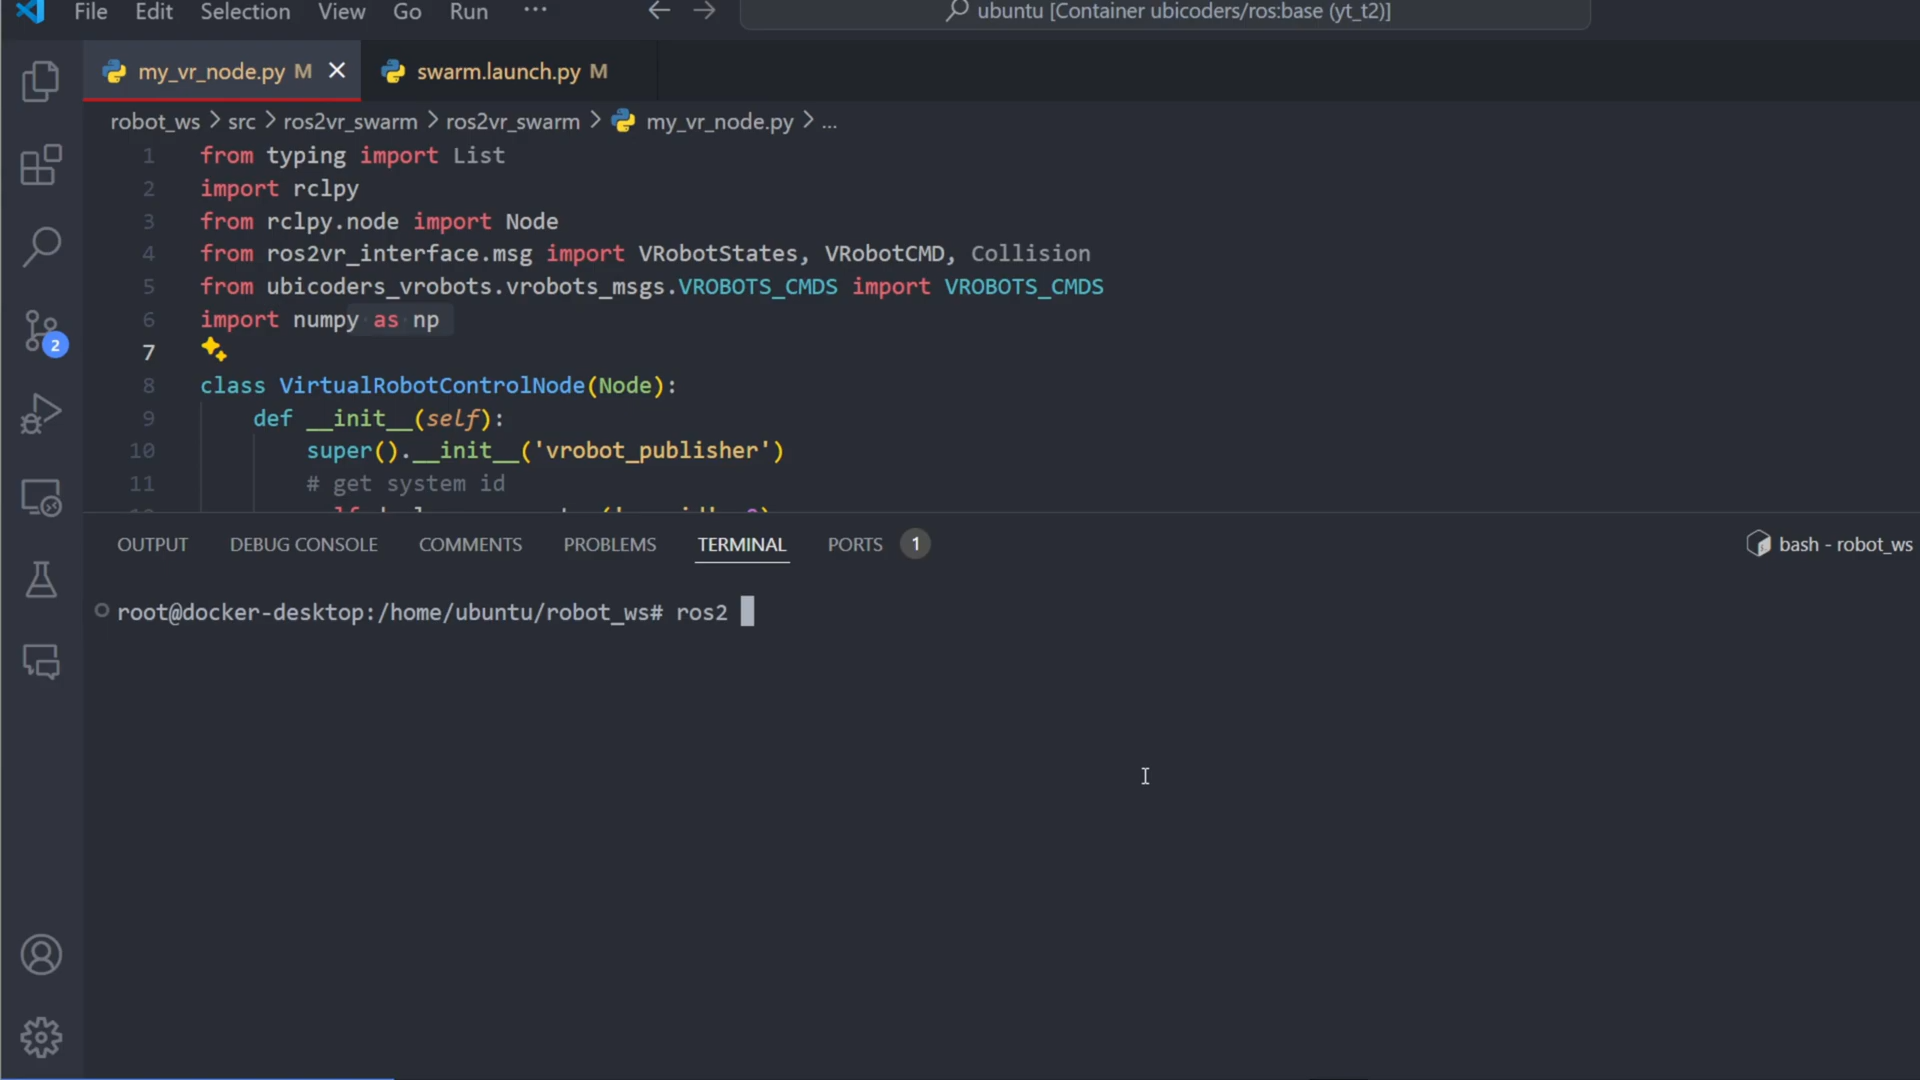 File Edit Selection View Go Run ...
ubuntu [Container ubicoders/ros:base (yt_t2)]
my_vr_node.py M
swarm.launch.py M
robot_ws > src > ros2vr_swarm > ros2vr_swarm > my_vr_node.py > ...
1 from typing import List
2 import rclpy
3 from rclpy.node import Node
4 from ros2vr_interface.msg import VRobotStates, VRobotCMD, Collision
5 from ubicoders_vrobots.vrobots_msgs.VROBOTS_CMDS import VROBOTS_CMDS
6 import numpy as np
7
8 class VirtualRobotControlNode(Node):
9 def __init__(self):
10 super().__init__('vrobot_publisher')
11 # get system id
2
OUTPUT DEBUG CONSOLE COMMENTS PROBLEMS TERMINAL PORTS 1
bash - robot_ws
root@docker-desktop:/home/ubuntu/robot_ws# ros2